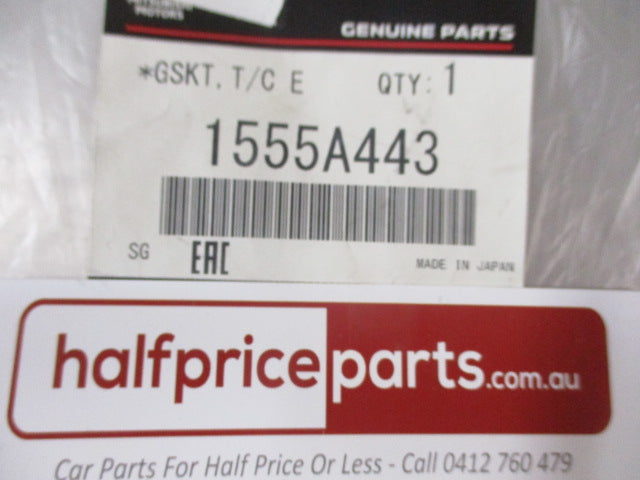 MOTORS
GENUINE PARTS
*GSKT, T/C E QTY: 1
1555A443
SG EAC MADE IN JAPAN
halfpriceparts.com.au
Car Parts For Half Price Or Less - Call 0412 760 479